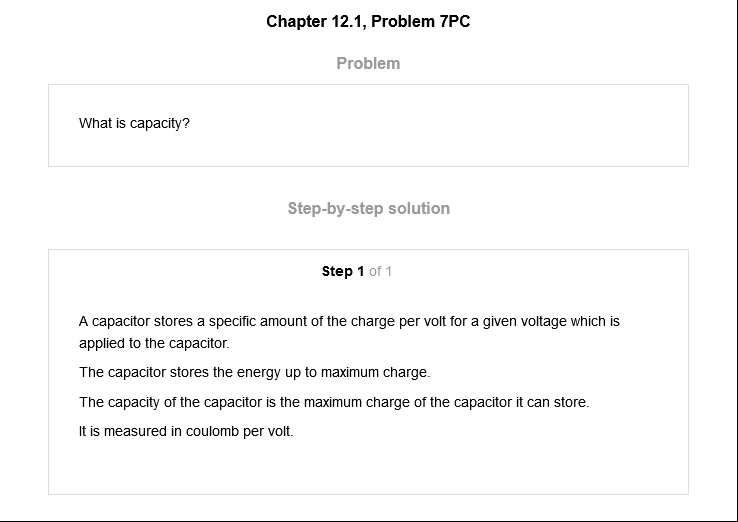 Chapter 12.1, Problem 7PC
Problem
What is capacity?
Step-by-step solution
Step 1 of 1
A capacitor stores a specific amount of the charge per volt for a given voltage which is
applied to the capacitor.
The capacitor stores the energy up to maximum charge.
The capacity of the capacitor is the maximum charge of the capacitor it can store.
It is measured in coulomb per volt.